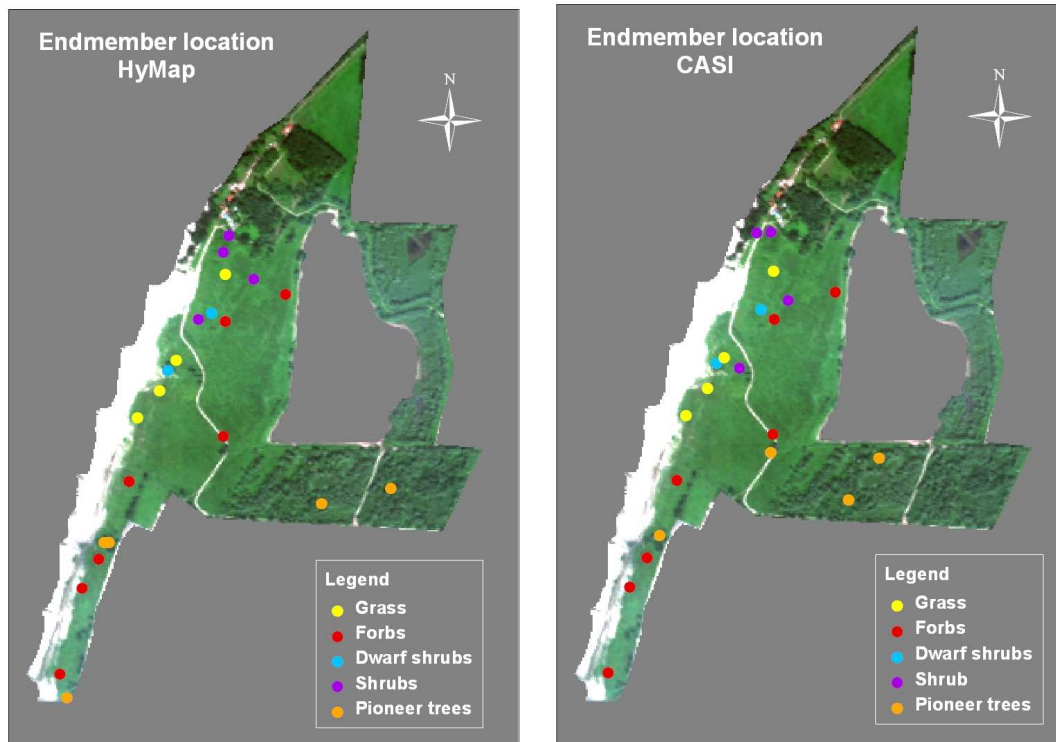 Endmember location
HyMap
N
Legend
Grass
Forbs
Dwarf shrubs
Shrubs
Pioneer trees
Endmember location
CASI
N
Legend
Grass
Forbs
Dwarf shrubs
Shrub
Pioneer trees